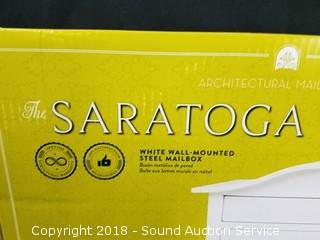 ARCHITECTURAL MAIL
The SARATOGA
WHITE WALL-MOUNTED
STEEL MAILBOX
Buzón metálico de pared
Boîte aux lettres murale en métal
Copyright 2018 - Sound Auction Service